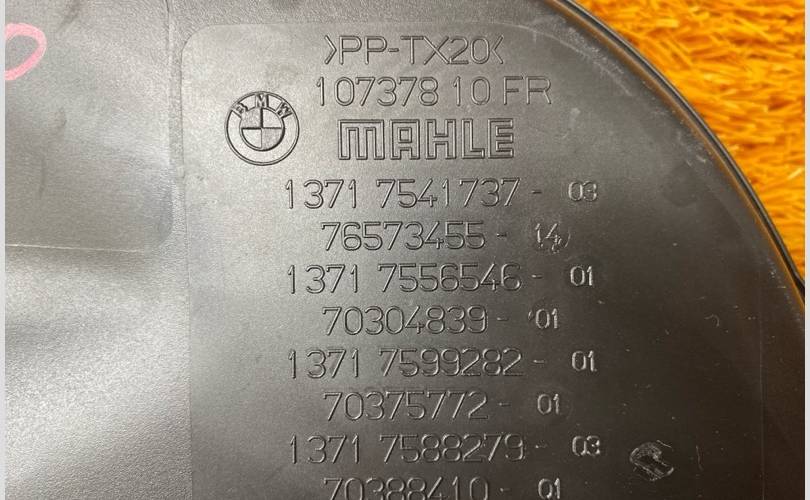 >PP-TX20<
10737810 FR
BMW
MAHLE
1371 7541737- 03
76573455- 14
1371 7556546- 01
70304839- 01
1371 7599282- 01
70375772- 01
1371 7588279- 03
70388410- 01